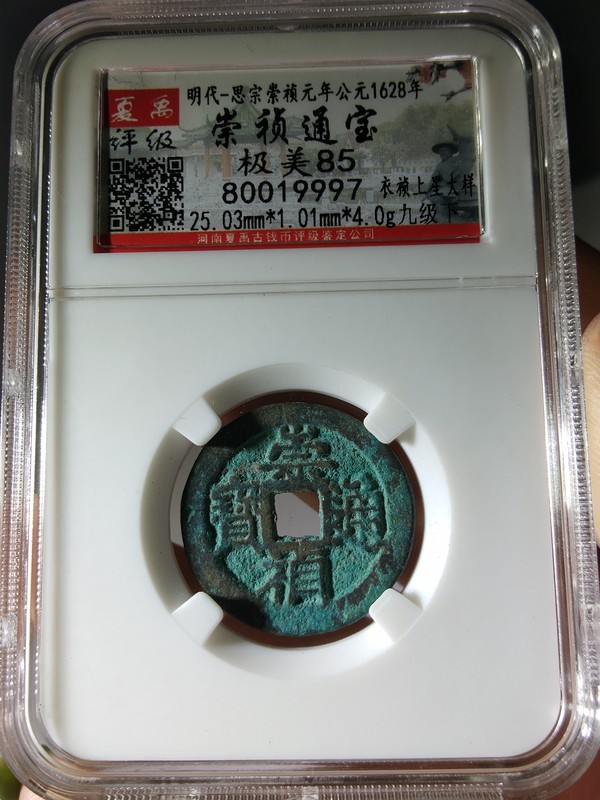 夏禹
评级
明代-思宗崇祯元年公元1628年
崇祯通宝
极美85
80019997 衣祯上星大样
25.03mm*1.01mm*4.0g九级下
河南夏禹古钱币评级鉴定公司
崇
寶 通
禎